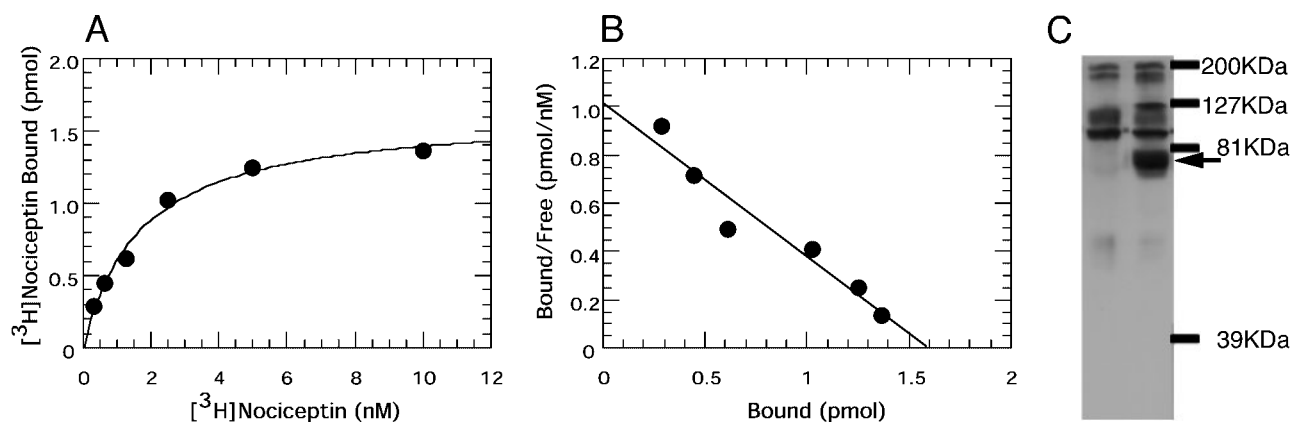 A
[³H]Nociceptin Bound (pmol)
2.0
1.5
1.0
0.5
0
0 2 4 6 8 10 12
[³H]Nociceptin (nM)
B
Bound/Free (pmol/nM)
1.2
1.0
0.8
0.6
0.4
0.2
0
0 0.5 1 1.5 2
Bound (pmol)
C
200KDa
127KDa
81KDa
39KDa